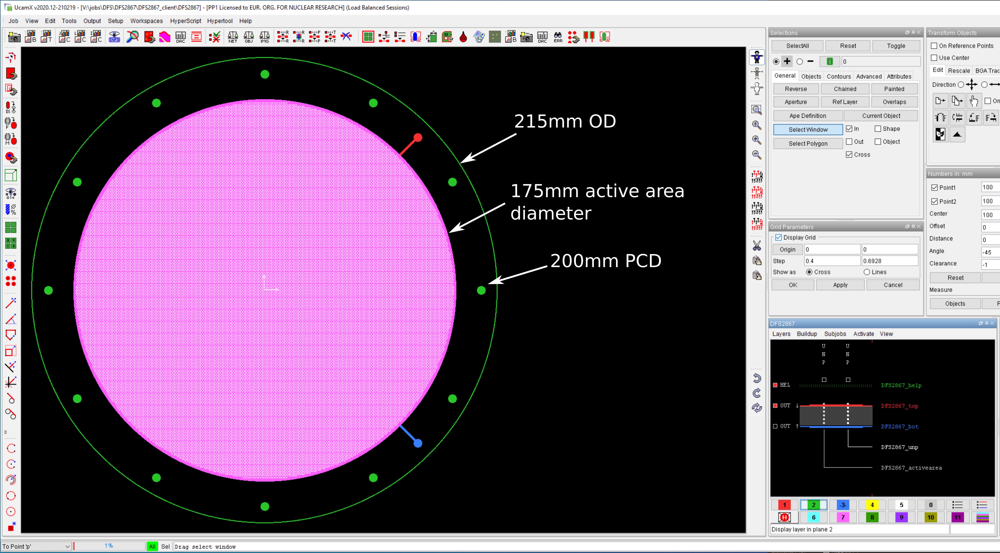 UcamX v2020.12-210219 - [V:\jobs\DFS\DFS2867\DFS2867_client\DFS2867] - [PP1 Licensed to EUR. ORG. FOR NUCLEAR RESEARCH] (Load Balanced Sessions)
Job View Edit Tools Output Setup Workspaces HyperScript Hypertool Help
B T C C C INFO DRC NET OBJ IMG B DRC ERR
215mm OD
175mm active area
diameter
200mm PCD
DS
F
M
Selections
SelectAll Reset Toggle
+ − 0
General Objects Contours Advanced Attributes
Reverse Chained Painted
Aperture Ref Layer Overlaps
Ape Definition Current Object
Select Window In Shape
Select Polygon Out Object
Cross
Grid Parameters
Display Grid
Origin 0 0
Step 0.4 0.6928
Show as Cross Lines
OK Apply Cancel
Transform Objects
On Reference Points
Use Center
Edit Rescale BGA Trac
Direction
On
Numbers in: mm
Point1 100
Point2 100
Center 100
Offset 0
Distance 0
Angle -45
Clearance -1
Reset
Measure
Objects F
DFS2867
Layers Buildup Subjobs Activate View
U U
N N
P P
HEL DFS2867_help
OUT ↓ DFS2867_top
OUT ↑ DFS2867_bot
DFS2867_unp
DFS2867_activearea
1 2 -3- 4 5 0
H 6 7 8 9 10 11
Display layer in plane 2
To Point 'p' 1% All Sel Drag select window